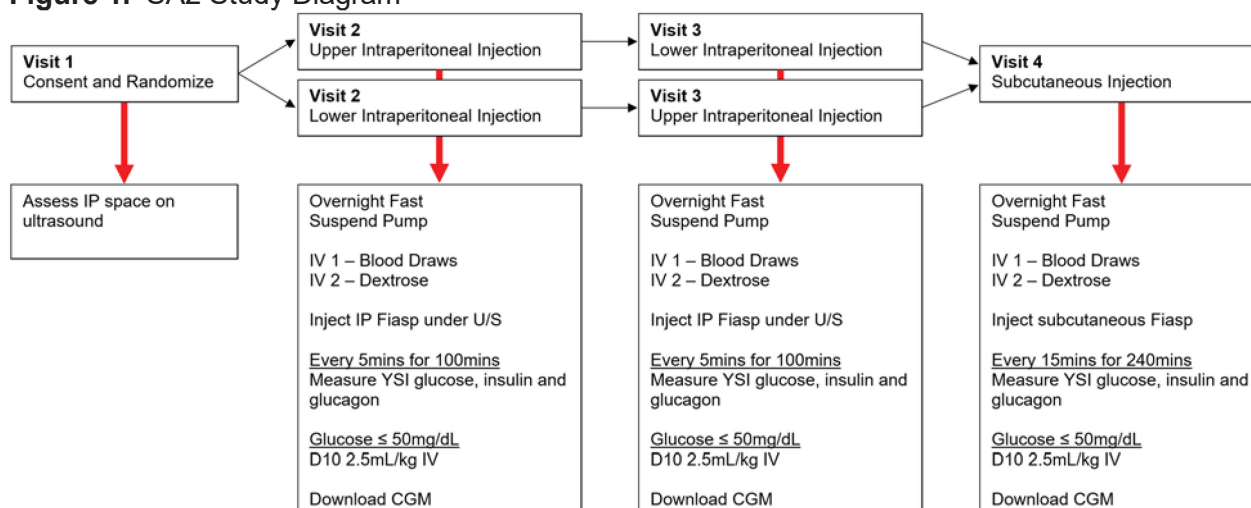 Figure 1. SA2 Study Diagram
Visit 1
Consent and Randomize
Visit 2
Upper Intraperitoneal Injection
Visit 2
Lower Intraperitoneal Injection
Visit 3
Lower Intraperitoneal Injection
Visit 3
Upper Intraperitoneal Injection
Visit 4
Subcutaneous Injection
Assess IP space on
ultrasound
Overnight Fast
Suspend Pump
IV 1 – Blood Draws
IV 2 – Dextrose
Inject IP Fiasp under U/S
Every 5mins for 100mins
Measure YSI glucose, insulin and
glucagon
Glucose ≤ 50mg/dL
D10 2.5mL/kg IV
Download CGM
Overnight Fast
Suspend Pump
IV 1 – Blood Draws
IV 2 – Dextrose
Inject IP Fiasp under U/S
Every 5mins for 100mins
Measure YSI glucose, insulin and
glucagon
Glucose ≤ 50mg/dL
D10 2.5mL/kg IV
Download CGM
Overnight Fast
Suspend Pump
IV 1 – Blood Draws
IV 2 – Dextrose
Inject subcutaneous Fiasp
Every 15mins for 240mins
Measure YSI glucose, insulin and
glucagon
Glucose ≤ 50mg/dL
D10 2.5mL/kg IV
Download CGM